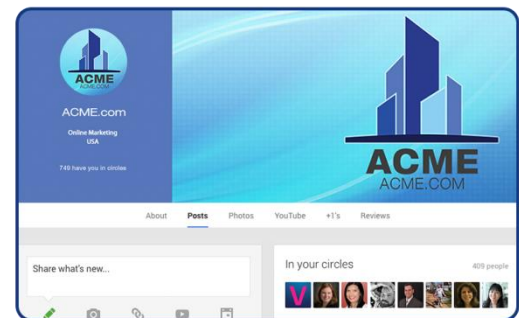 ACME
ACME.COM
ACME.com
Online Marketing
USA
749 have you in circles
ACME
ACME.COM
About Posts Photos YouTube +1's Reviews
Share what's new...
In your circles
409 people
V